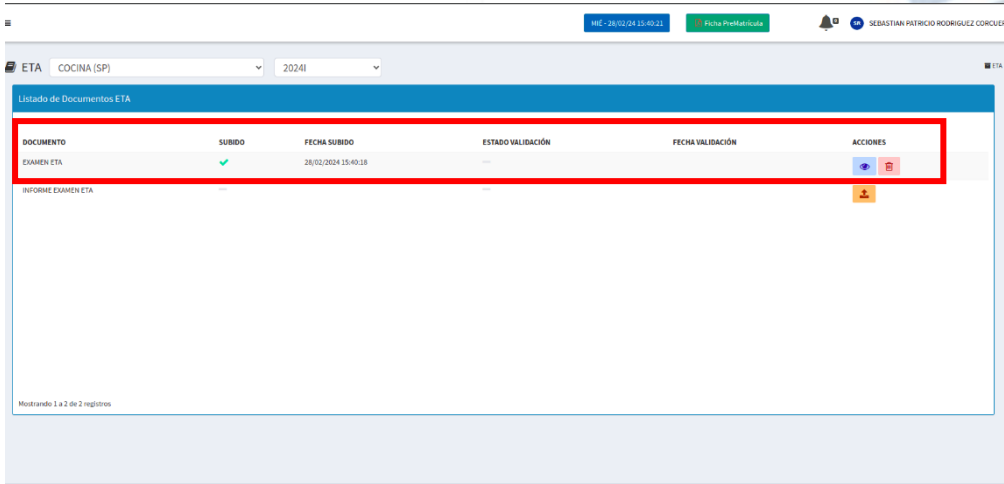 MIÉ - 28/02/24 15:40:21 Ficha PreMatrícula 0 SR SEBASTIAN PATRICIO RODRIGUEZ CORCUER
ETA COCINA (SP) 2024I ETA
Listado de Documentos ETA
DOCUMENTO SUBIDO FECHA SUBIDO ESTADO VALIDACIÓN FECHA VALIDACIÓN ACCIONES
EXAMEN ETA 28/02/2024 15:40:18 ---
INFORME EXAMEN ETA --- ---
Mostrando 1 a 2 de 2 registros